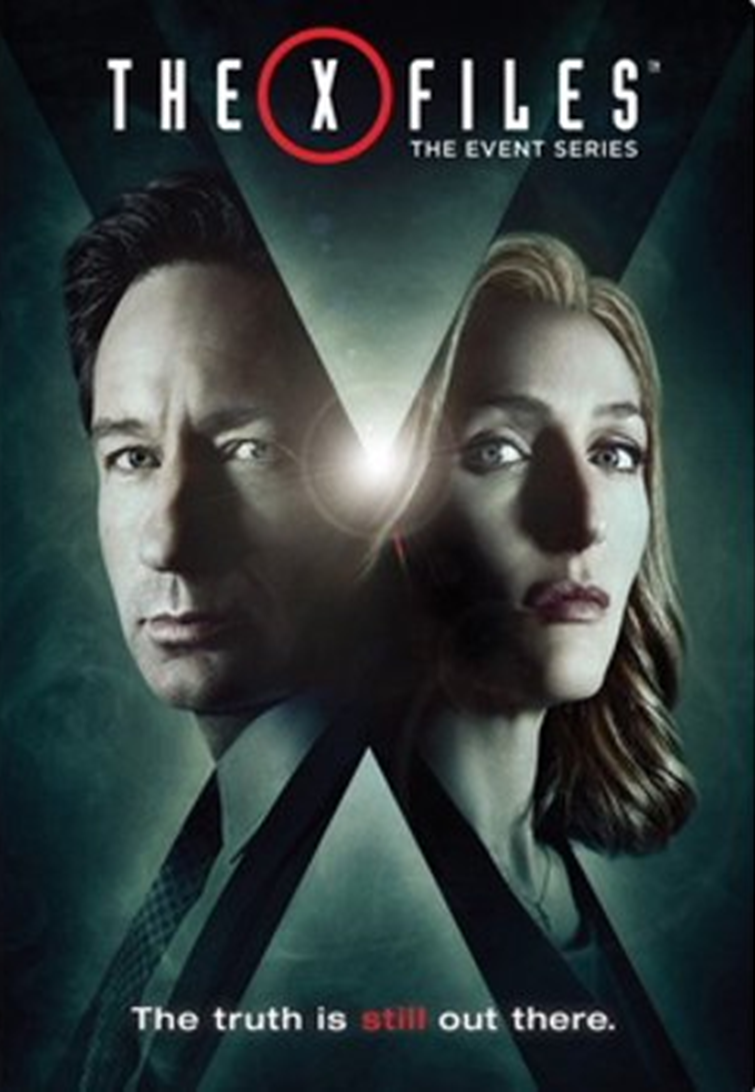 THE X FILES™
THE EVENT SERIES
The truth is still out there.